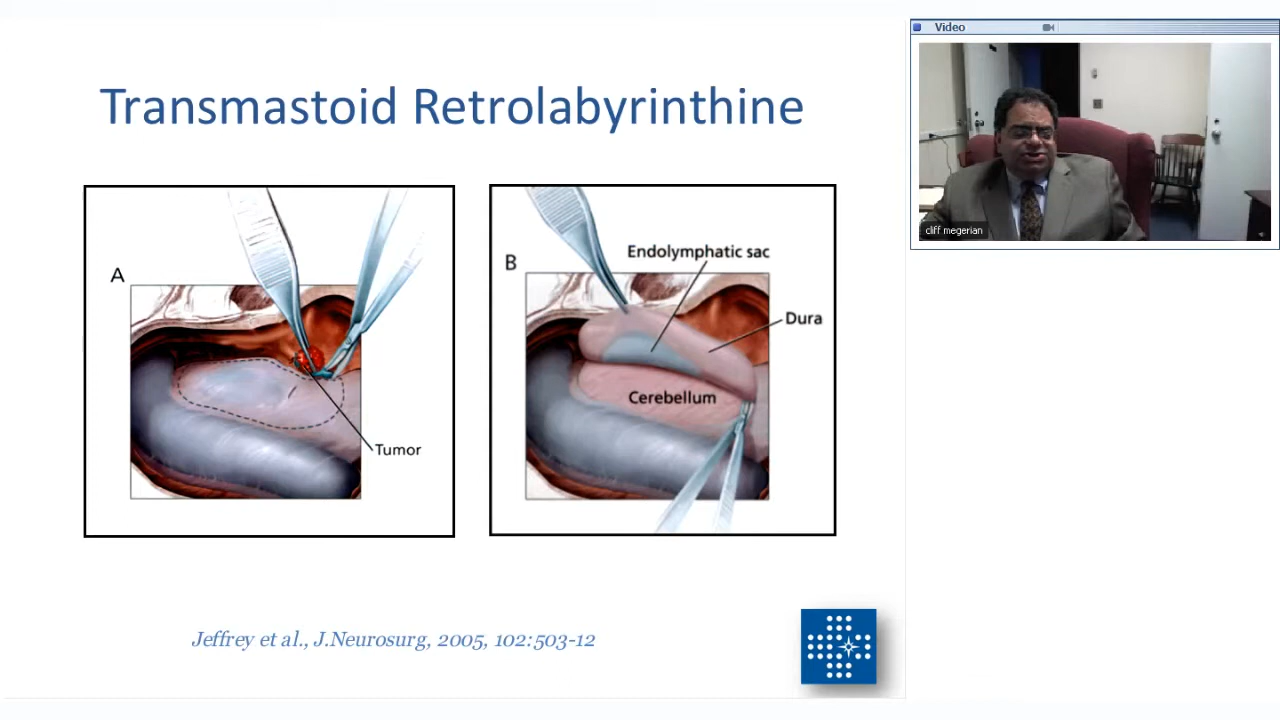 Transmastoid Retrolabyrinthine
A
Tumor
B
Endolymphatic sac
Dura
Cerebellum
Jeffrey et al., J.Neurosurg, 2005, 102:503-12
Video
cliff megerian